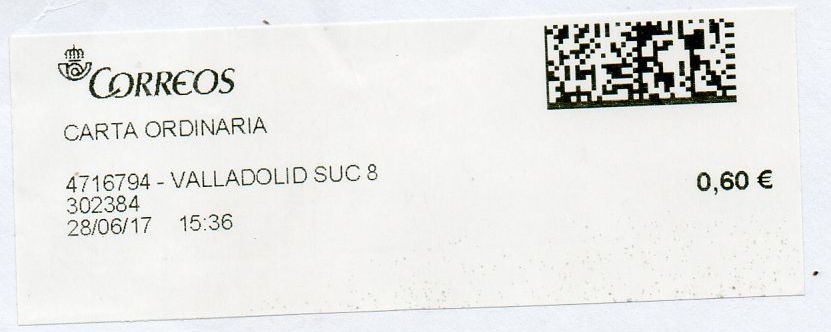 CORREOS
CARTA ORDINARIA
4716794 - VALLADOLID SUC 8
302384
28/06/17 15:36
0,60 €